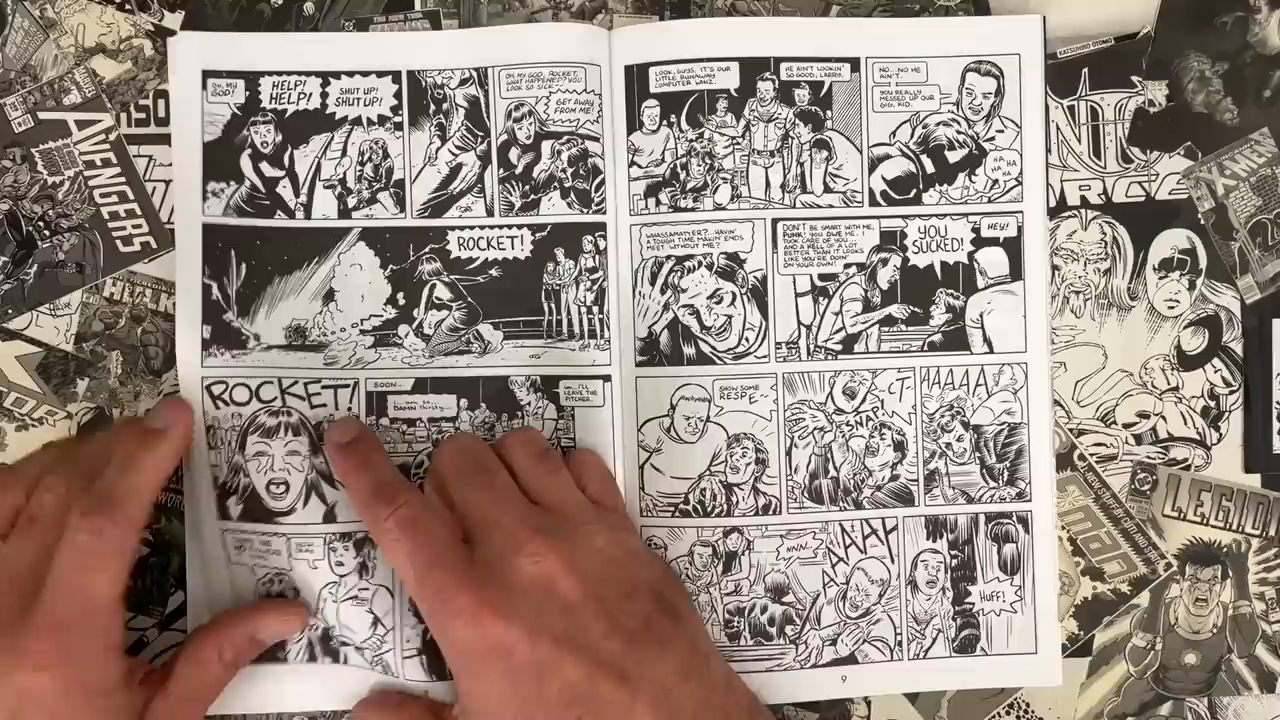 OH, MY
GOD!
HELP!
HELP!
SHUT UP!
SHUT UP!
OH, MY GOD, ROCKET,
WHAT HAPPENED? YOU
LOOK SO SICK--
GET AWAY
FROM ME!
ROCKET!
ROCKET!
SOON...
I...am so...
DAMN thirsty...
UH...I'LL
LEAVE THE
PITCHER.
LOOK, GUYS. IT'S OUR
LITTLE RUNAWAY
COMPUTER WHIZ.
HE AIN'T LOOKIN'
SO GOOD, LARRY.
NO...NO HE
AIN'T.
YOU REALLY
MESSED UP OUR
GIG, KID.
HA HA
HA HA
WHASSAMATTER?...HAVIN'
A TOUGH TIME MAKIN' ENDS
MEET WITHOUT ME?
DON'T BE SMART WITH ME,
PUNK! YOU OWE ME. I
TOOK CARE OF YOU...
AND A HELL OF A LOT
BETTER THAN IT LOOKS
LIKE YOU'RE DOIN'
ON YOUR OWN!
YOU
SUCKED!
HEY!
SHOW SOME
RESPE--
--CT-
SNAP!
AAAAA
NNN...
AAAAP
HUFF!
9
AVENGERS
HULK
KATSUHIRO OTOMO
X-MEN
L.E.G.I.O.